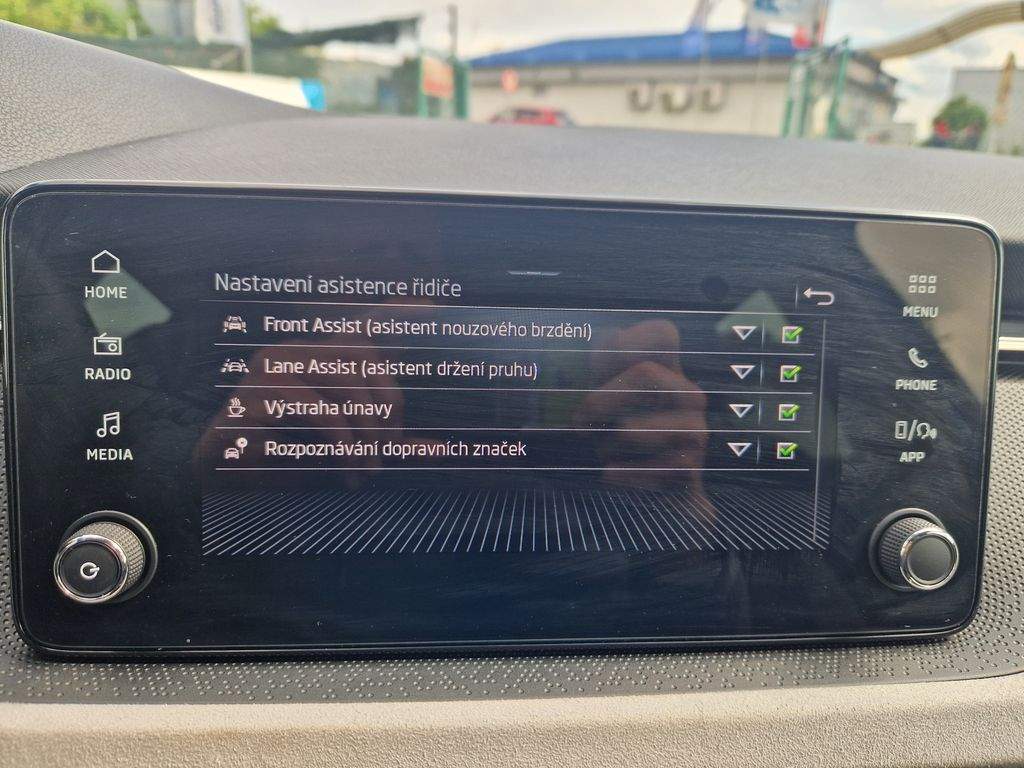 HOME
RADIO
MEDIA
Nastavení asistence řidiče
Front Assist (asistent nouzového brzdění)
Lane Assist (asistent držení pruhu)
Výstraha únavy
Rozpoznávání dopravních značek
MENU
PHONE
APP